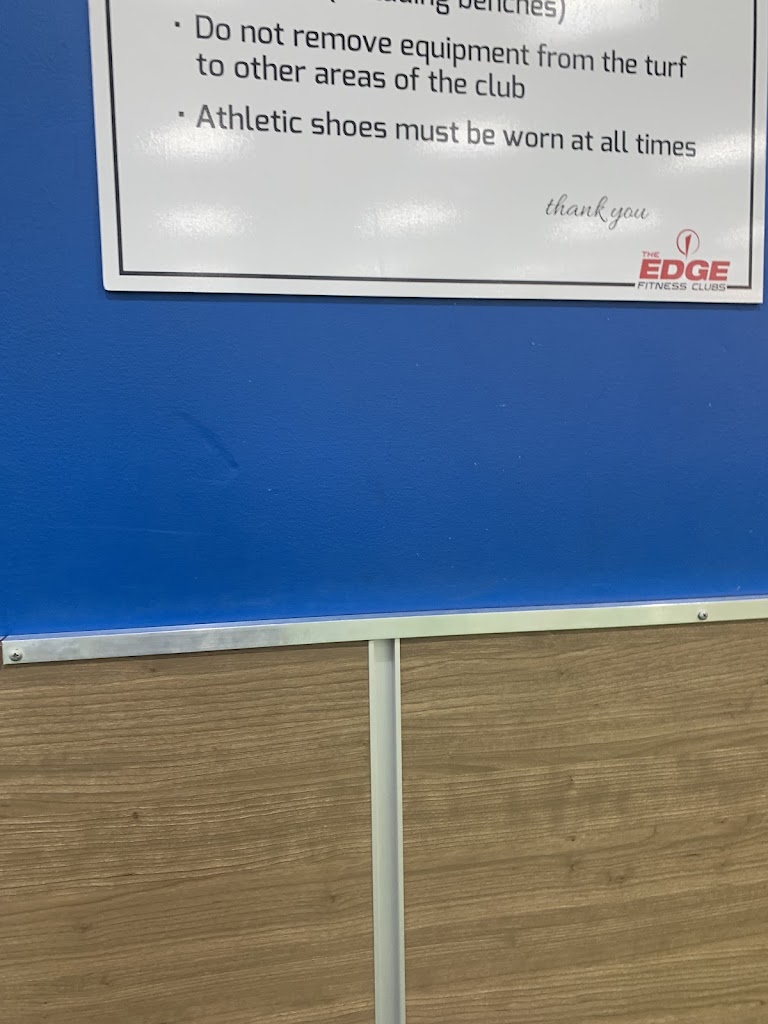 benches)
· Do not remove equipment from the turf
to other areas of the club
· Athletic shoes must be worn at all times
thank you
THE
EDGE
FITNESS CLUBS